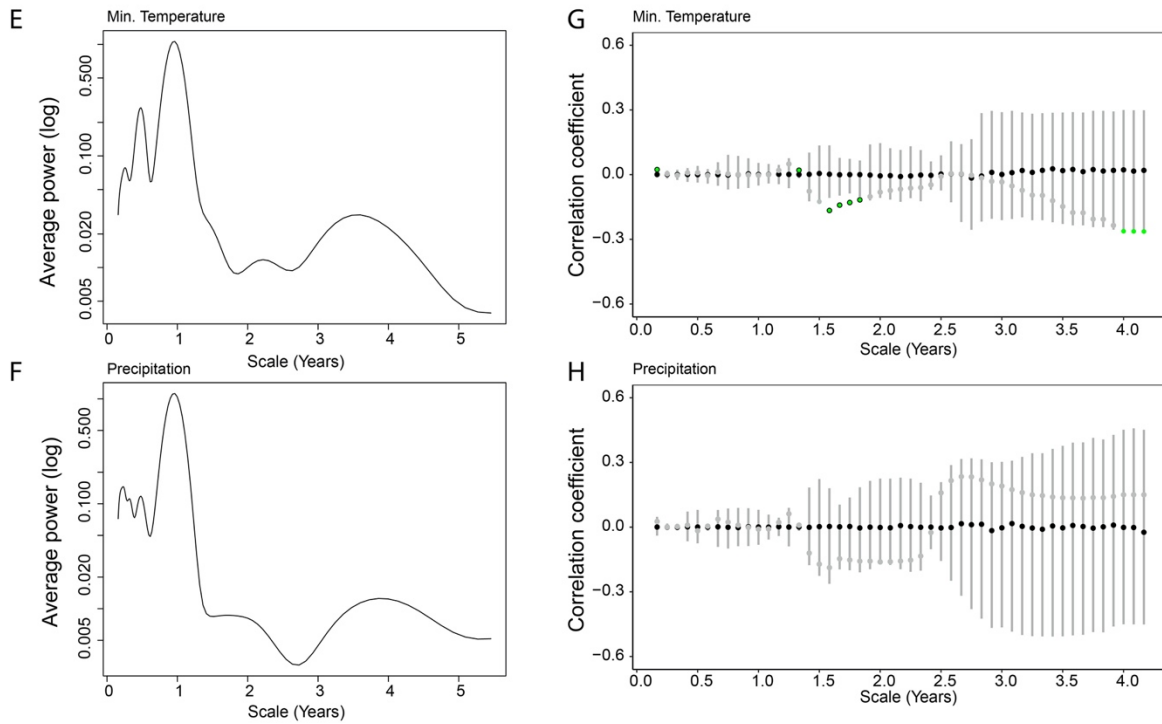 E
Min. Temperature
Average power (log)
0.500
0.100
0.020
0.005
0 1 2 3 4 5
Scale (Years)
G
Min. Temperature
Correlation coefficient
0.6
0.3
0.0
−0.3
−0.6
0.0 0.5 1.0 1.5 2.0 2.5 3.0 3.5 4.0
Scale (Years)
F
Precipitation
Average power (log)
0.500
0.100
0.020
0.005
0 1 2 3 4 5
Scale (Years)
H
Precipitation
Correlation coefficient
0.6
0.3
0.0
−0.3
−0.6
0.0 0.5 1.0 1.5 2.0 2.5 3.0 3.5 4.0
Scale (Years)